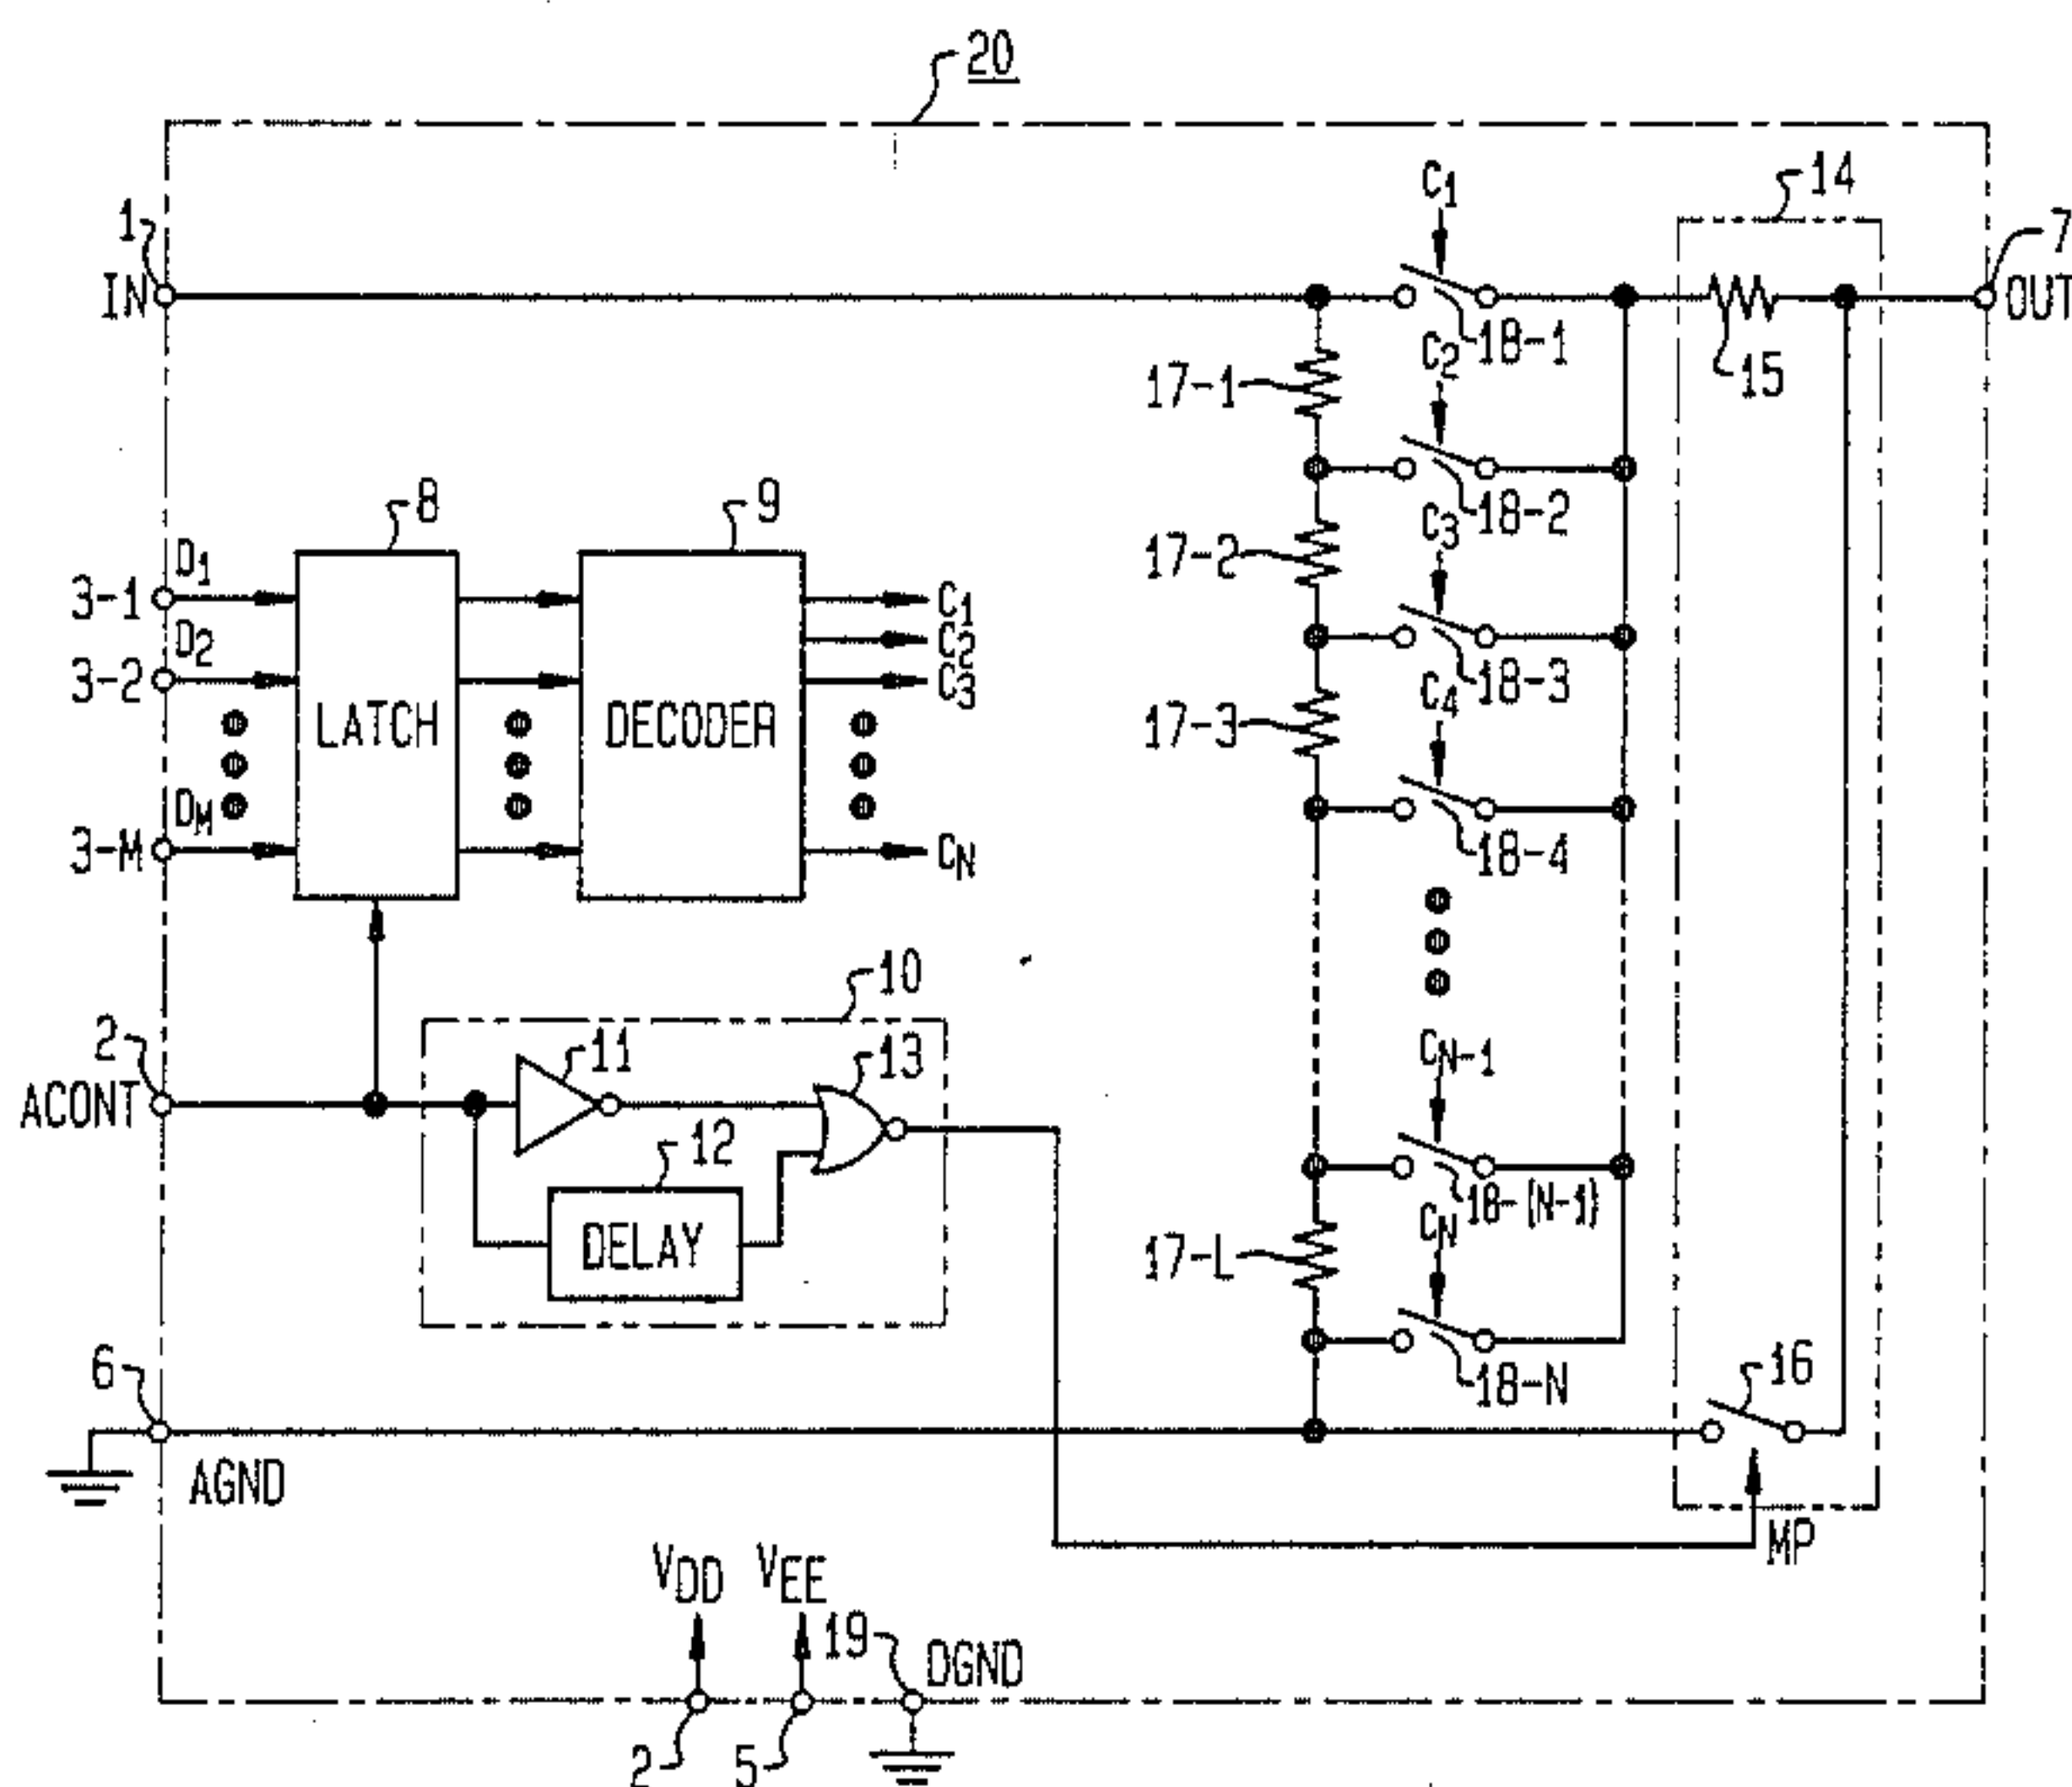 20
C1
14
1
7
IN
OUT
18-1
C2
15
17-1
8
9
18-2
C3
D1
17-2
3-1
C1
D2
C2
3-2
C3
18-3
C4
LATCH
DECODER
17-3
DM
3-M
CN
18-4
10
2
11
13
CN-1
ACONT
12
18-(N-1)
CN
DELAY
17-L
6
18-N
16
AGND
MP
VDD
VEE
19
DGND
2
5